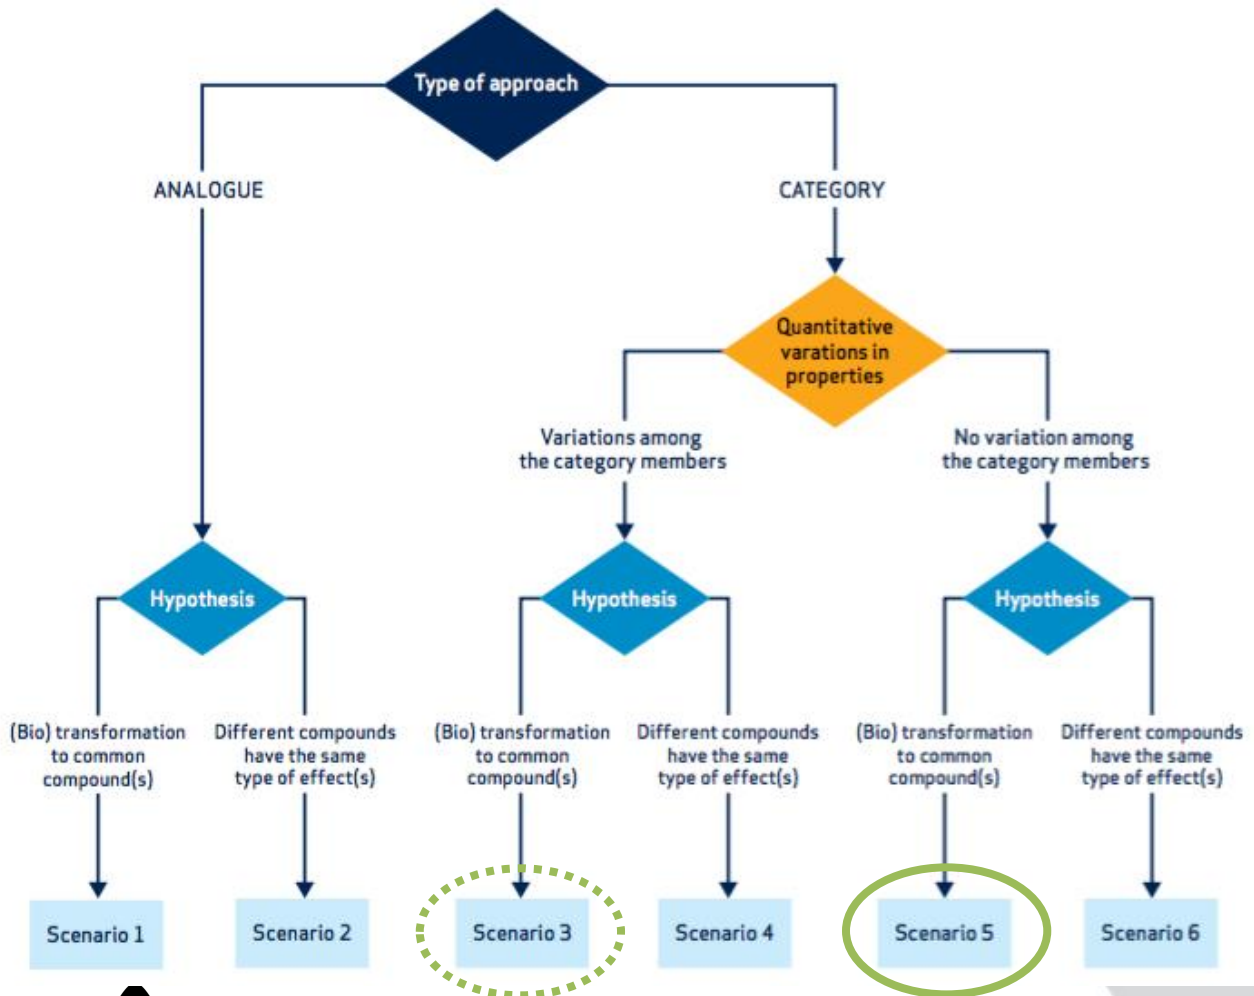 Type of approach
ANALOGUE
CATEGORY
Quantitative
varations in
properties
Variations among
the category members
No variation among
the category members
Hypothesis
Hypothesis
Hypothesis
(Bio) transformation
to common
compound(s)
Different compounds
have the same
type of effect(s)
(Bio) transformation
to common
compound(s)
Different compounds
have the same
type of effect(s)
(Bio) transformation
to common
compound(s)
Different compounds
have the same
type of effect(s)
Scenario 1
Scenario 2
Scenario 3
Scenario 4
Scenario 5
Scenario 6